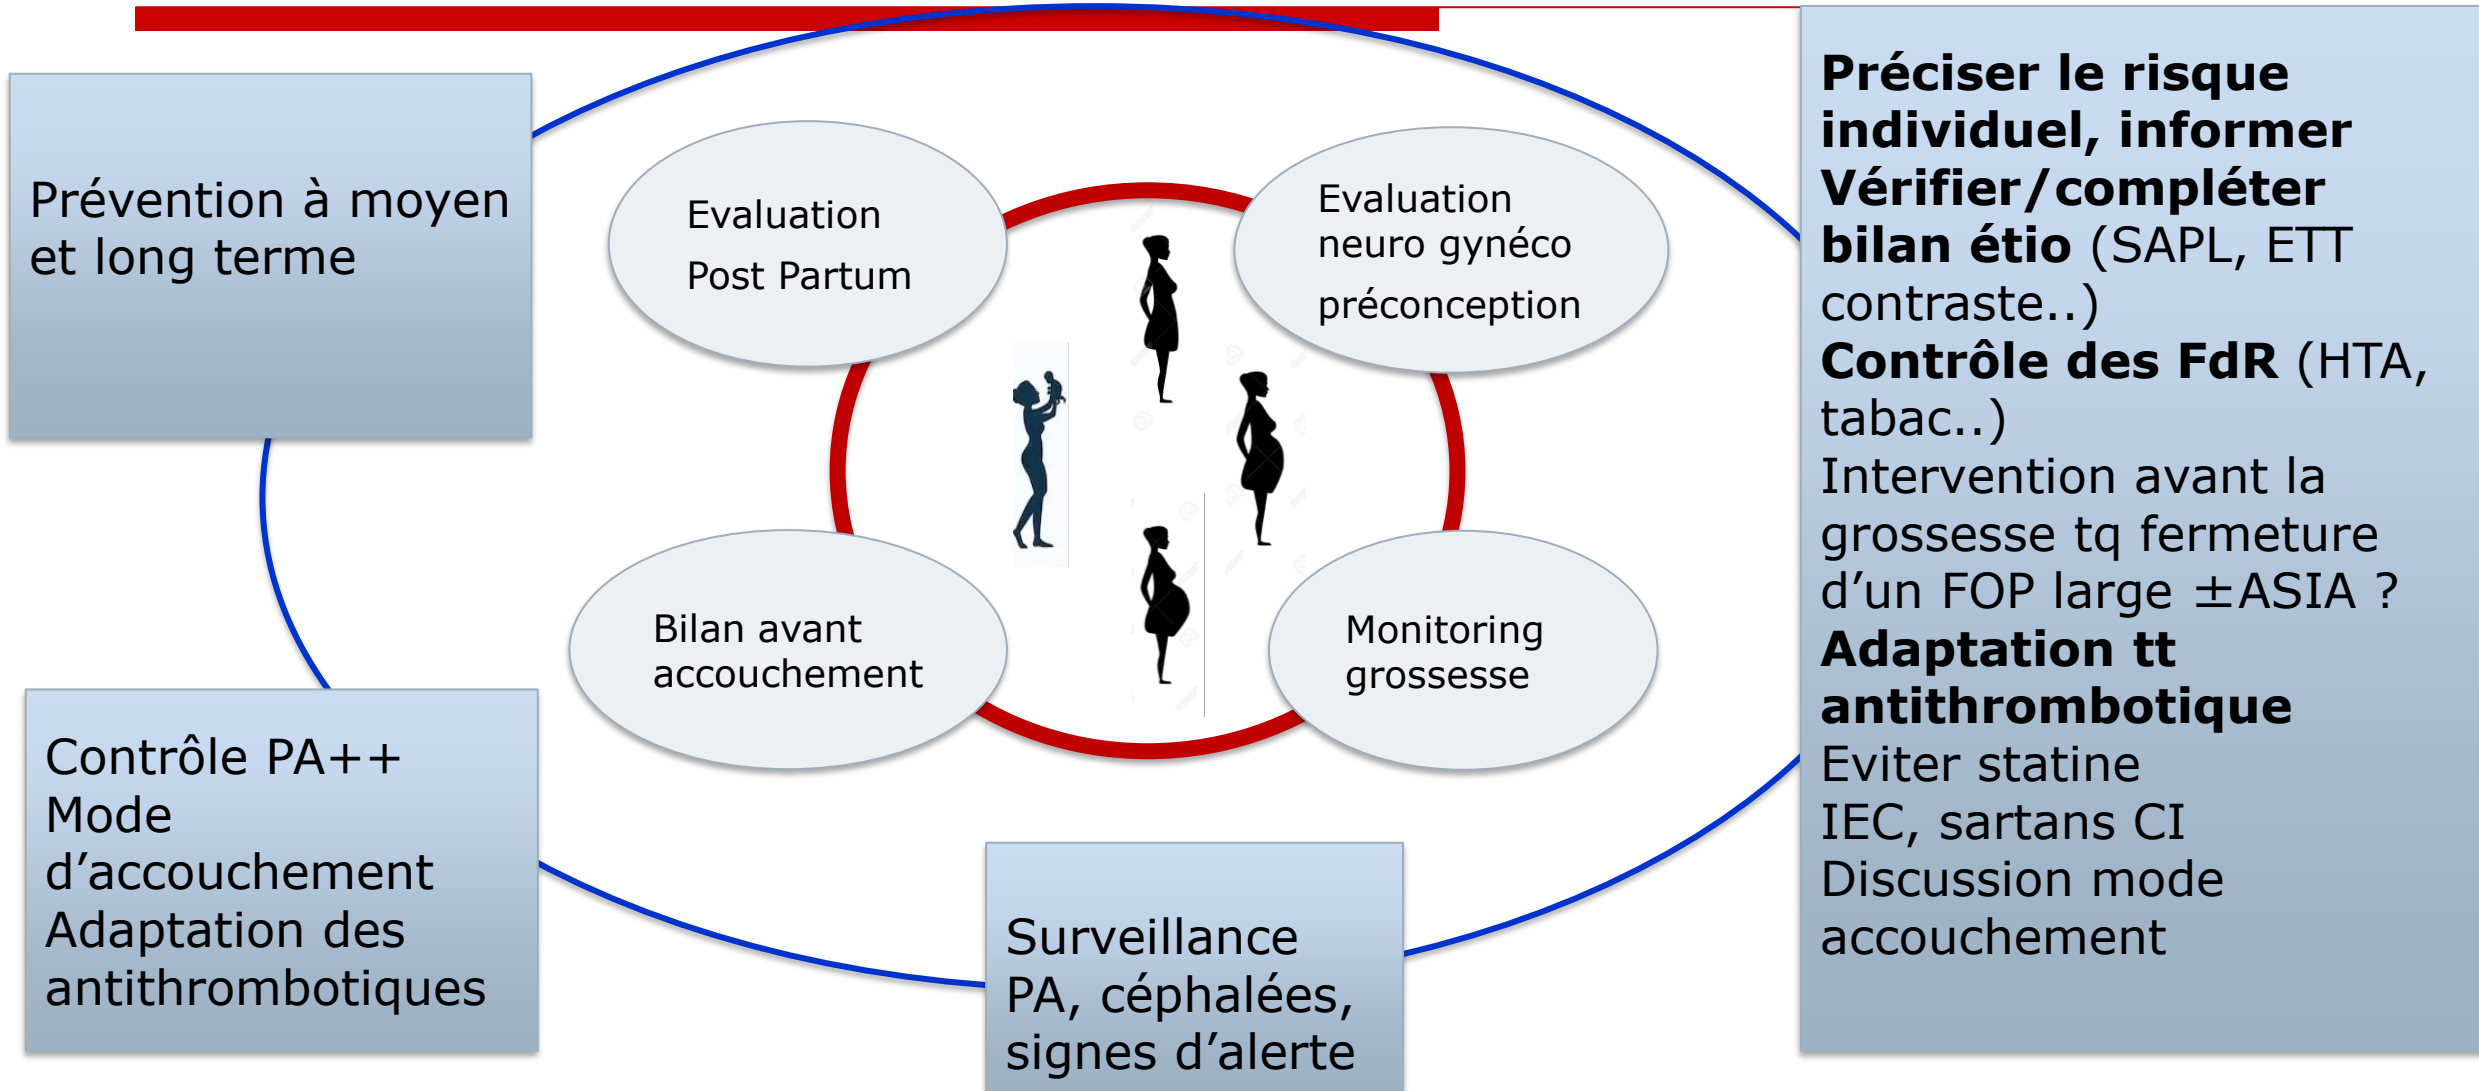 Prévention à moyen
et long terme
Evaluation
Post Partum
Evaluation
neuro gynéco
préconception
Bilan avant
accouchement
Monitoring
grossesse
Contrôle PA++
Mode
d’accouchement
Adaptation des
antithrombotiques
Surveillance
PA, céphalées,
signes d’alerte
Préciser le risque
individuel, informer
Vérifier/compléter
bilan étio (SAPL, ETT
contraste..)
Contrôle des FdR (HTA,
tabac..)
Intervention avant la
grossesse tq fermeture
d’un FOP large ±ASIA ?
Adaptation tt
antithrombotique
Eviter statine
IEC, sartans CI
Discussion mode
accouchement